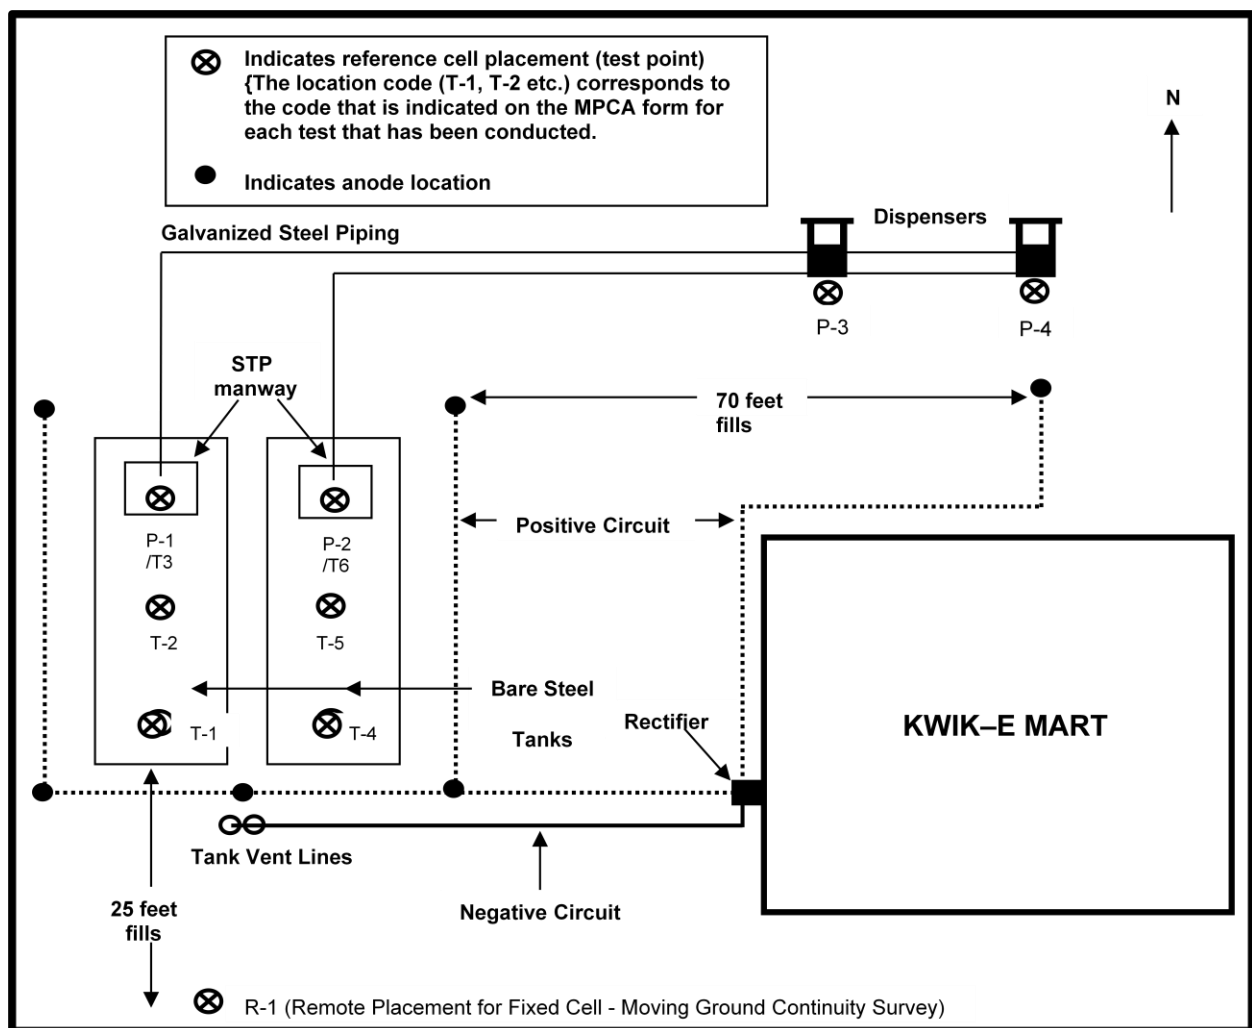 Indicates reference cell placement (test point)
{The location code (T-1, T-2 etc.) corresponds to
the code that is indicated on the MPCA form for
each test that has been conducted.
Indicates anode location
N
Galvanized Steel Piping
Dispensers
P-3
P-4
STP
manway
70 feet
fills
P-1
/T3
P-2
/T6
Positive Circuit
T-2
T-5
Bare Steel
Tanks
T-1
T-4
Rectifier
KWIK–E MART
Tank Vent Lines
25 feet
fills
Negative Circuit
R-1 (Remote Placement for Fixed Cell - Moving Ground Continuity Survey)